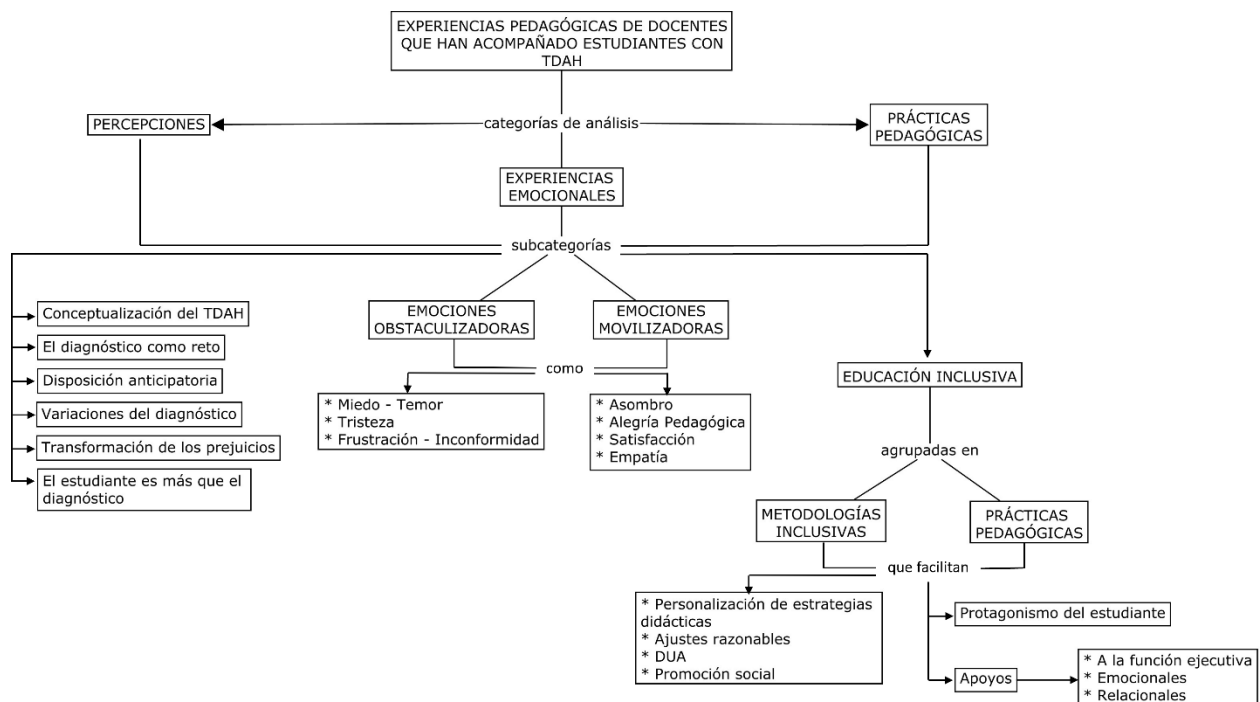 EXPERIENCIAS PEDAGÓGICAS DE DOCENTES
QUE HAN ACOMPAÑADO ESTUDIANTES CON
TDAH
PERCEPCIONES
categorías de análisis
PRÁCTICAS
PEDAGÓGICAS
EXPERIENCIAS
EMOCIONALES
subcategorías
Conceptualización del TDAH
El diagnóstico como reto
Disposición anticipatoria
Variaciones del diagnóstico
Transformación de los prejuicios
El estudiante es más que el
diagnóstico
EMOCIONES
OBSTACULIZADORAS
EMOCIONES
MOVILIZADORAS
como
* Miedo - Temor
* Tristeza
* Frustración - Inconformidad
* Asombro
* Alegría Pedagógica
* Satisfacción
* Empatía
EDUCACIÓN INCLUSIVA
agrupadas en
METODOLOGÍAS
INCLUSIVAS
PRÁCTICAS
PEDAGÓGICAS
que facilitan
* Personalización de estrategias
didácticas
* Ajustes razonables
* DUA
* Promoción social
Protagonismo del estudiante
Apoyos
* A la función ejecutiva
* Emocionales
* Relacionales